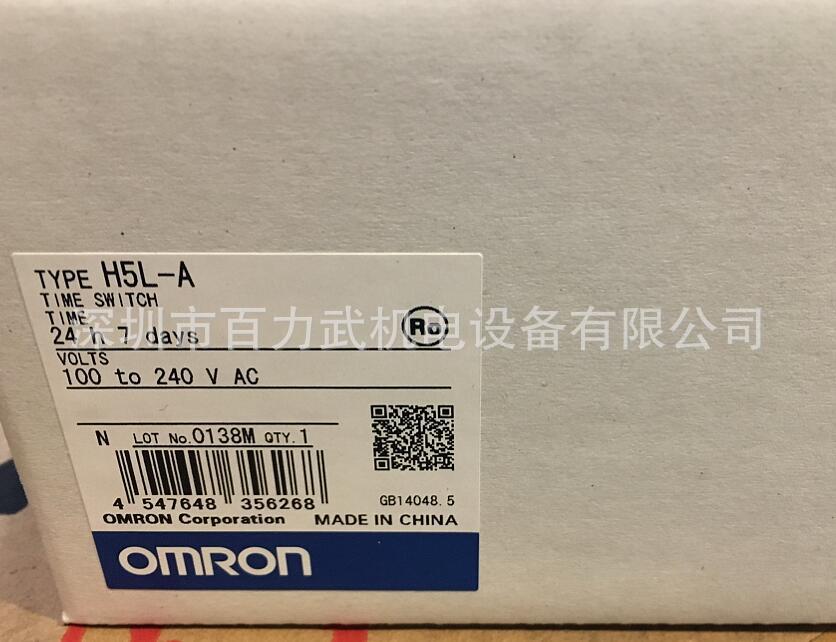 TYPE H5L-A
TIME SWITCH
TIME
24 h 7 days
Ro
VOLTS
100 to 240 V AC
N LOT No. 0138M QTY. 1
4 547648 356268
GB14048.5
OMRON Corporation MADE IN CHINA
OMRON
深圳市百力武机电设备有限公司